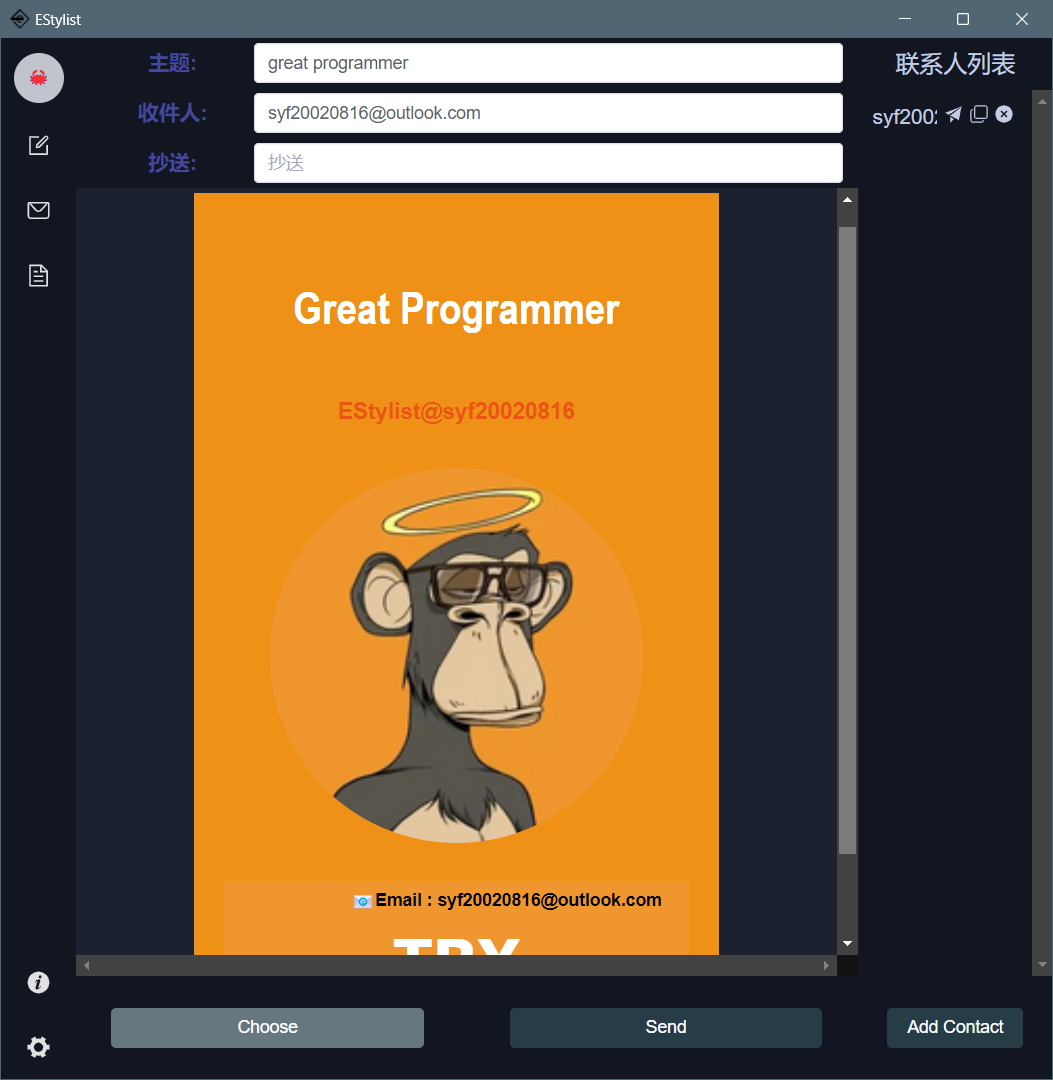 EStylist
主题:
great programmer
联系人列表
收件人:
syf20020816@outlook.com
syf200
抄送:
抄送
Great Programmer
EStylist@syf20020816
Email : syf20020816@outlook.com
TRY
Choose
Send
Add Contact